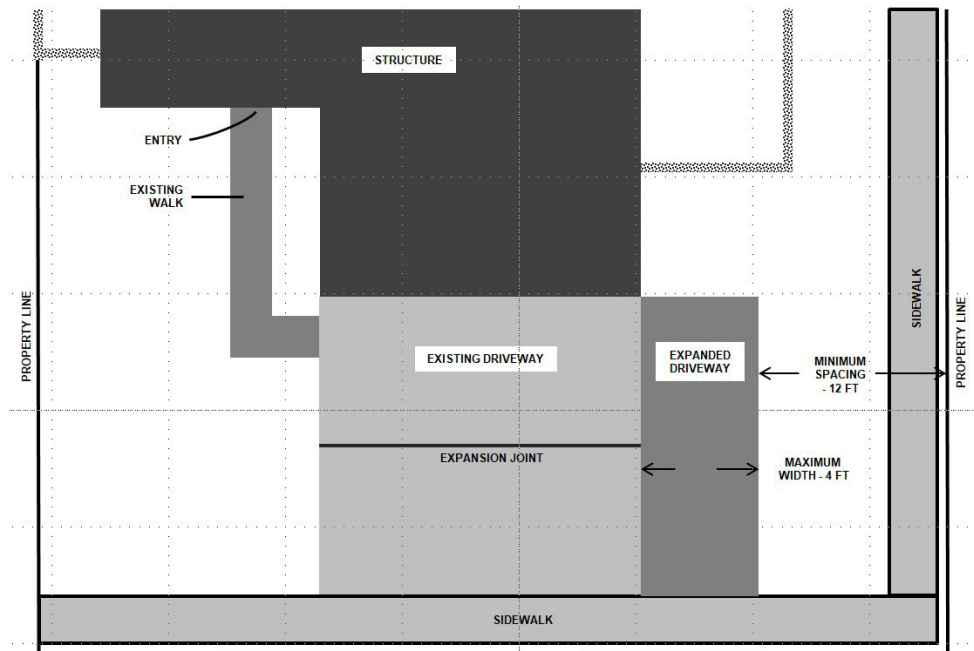 STRUCTURE
ENTRY
EXISTING
WALK
SIDEWALK
PROPERTY LINE
PROPERTY LINE
EXISTING DRIVEWAY
EXPANDED
DRIVEWAY
MINIMUM
SPACING
- 12 FT
EXPANSION JOINT
MAXIMUM
WIDTH - 4 FT
SIDEWALK